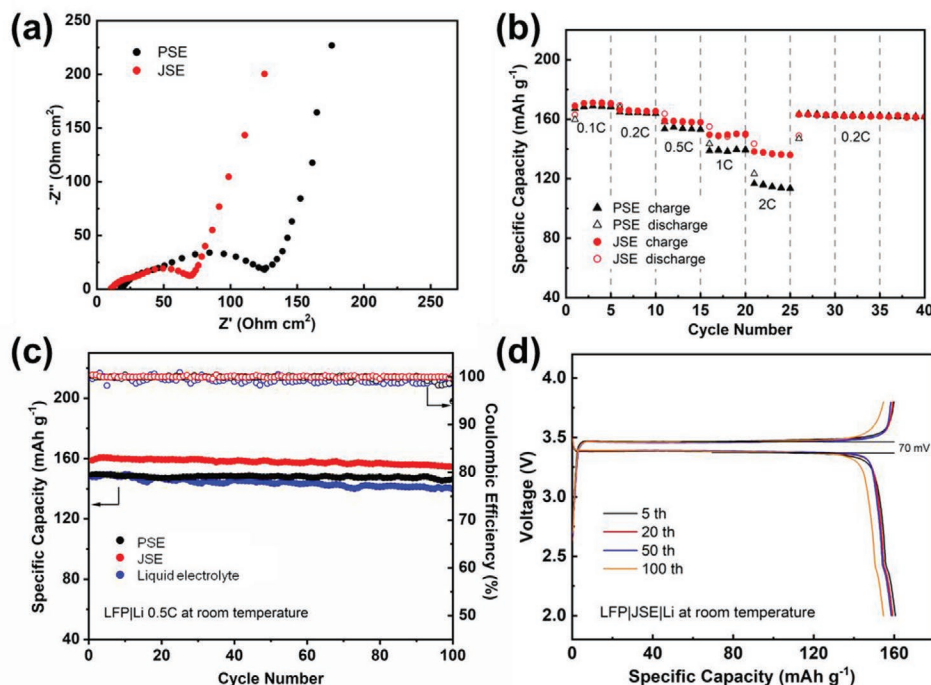 (a)
250
200
150
100
50
0
0 50 100 150 200 250
-Z'' (Ohm cm²)
Z' (Ohm cm²)
PSE
JSE
(b)
200
160
120
80
40
0 5 10 15 20 25 30 35 40
Specific Capacity (mAh g⁻¹)
Cycle Number
0.1C
0.2C
0.5C
1C
2C
0.2C
PSE charge
PSE discharge
JSE charge
JSE discharge
(c)
200
160
120
80
40
0 20 40 60 80 100
100
90
80
70
60
50
Specific Capacity (mAh g⁻¹)
Coulombic Efficiency (%)
Cycle Number
PSE
JSE
Liquid electrolyte
LFP|Li 0.5C at room temperature
(d)
4.0
3.5
3.0
2.5
2.0
0 40 80 120 160
Voltage (V)
Specific Capacity (mAh g⁻¹)
70 mV
5 th
20 th
50 th
100 th
LFP|JSE|Li at room temperature